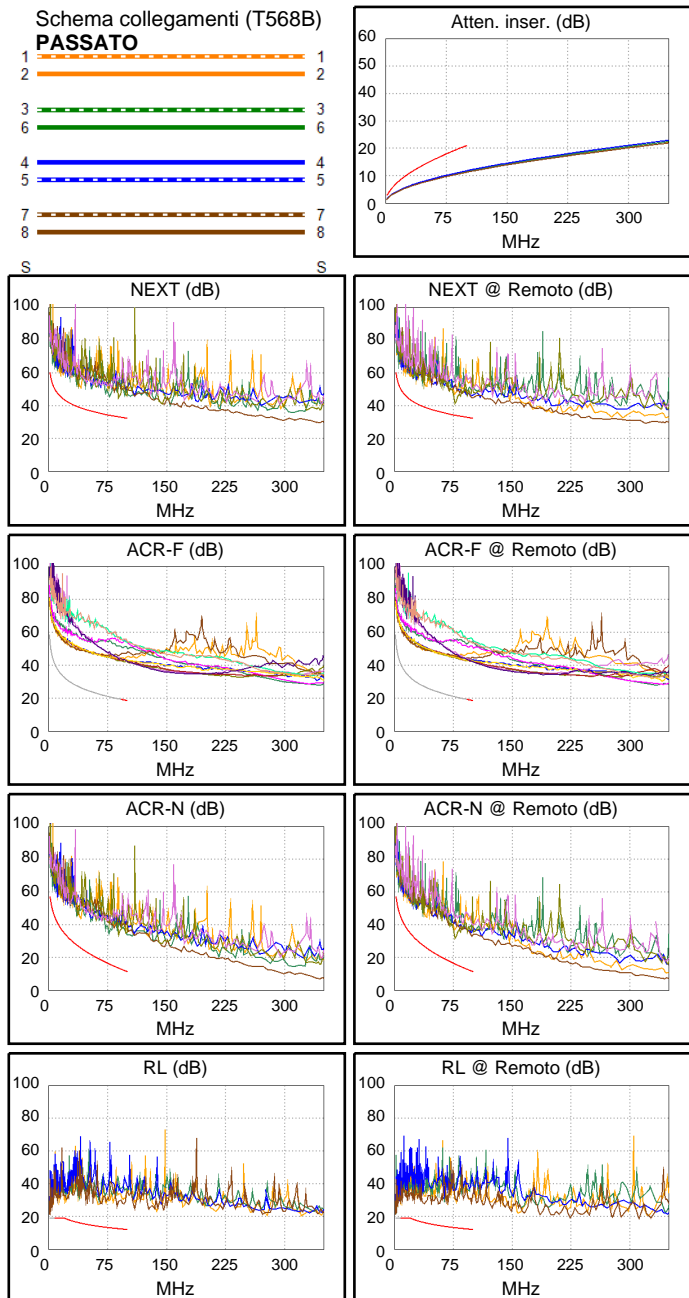 Schema collegamenti (T568B)
PASSATO
1 1
2 2
3 3
6 6
4 4
5 5
7 7
8 8
S S
Atten. inser. (dB)
60
50
40
30
20
10
0
0 75 150 225 300
MHz
NEXT (dB)
100
80
60
40
20
0
0 75 150 225 300
MHz
NEXT @ Remoto (dB)
100
80
60
40
20
0
0 75 150 225 300
MHz
ACR-F (dB)
100
80
60
40
20
0
0 75 150 225 300
MHz
ACR-F @ Remoto (dB)
100
80
60
40
20
0
0 75 150 225 300
MHz
ACR-N (dB)
100
80
60
40
20
0
0 75 150 225 300
MHz
ACR-N @ Remoto (dB)
100
80
60
40
20
0
0 75 150 225 300
MHz
RL (dB)
100
80
60
40
20
0
0 75 150 225 300
MHz
RL @ Remoto (dB)
100
80
60
40
20
0
0 75 150 225 300
MHz